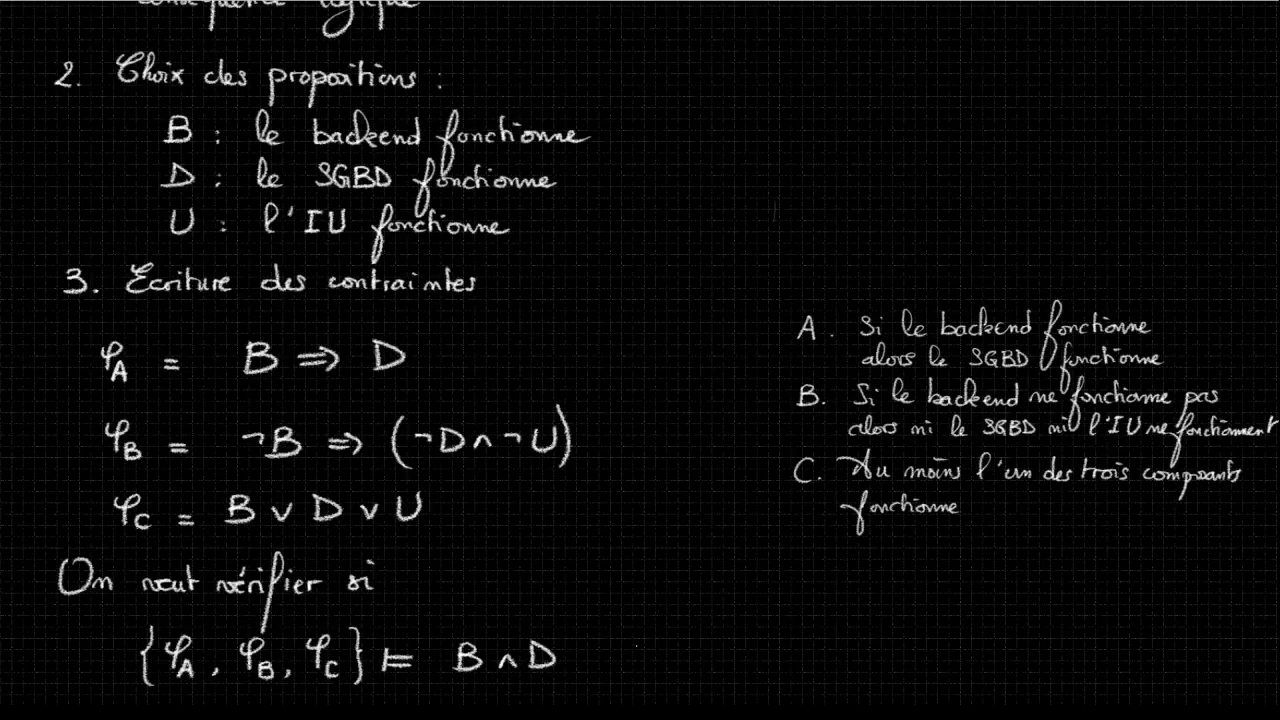 conséquence logique
2. Choix des propositions :
B : le backend fonctionne
D : le SGBD fonctionne
U : l'IU fonctionne
3. Ecriture des contraintes
φA = B ⇒ D
φB = ¬B ⇒ (¬D ∧ ¬U)
φC = B ∨ D ∨ U
On veut vérifier si
{φA, φB, φC} ⊨ B ∧ D
A. Si le backend fonctionne
alors le SGBD fonctionne
B. Si le backend ne fonctionne pas
alors ni le SGBD ni l'IU ne fonctionnent
C. Au moins l'un des trois composants
fonctionne